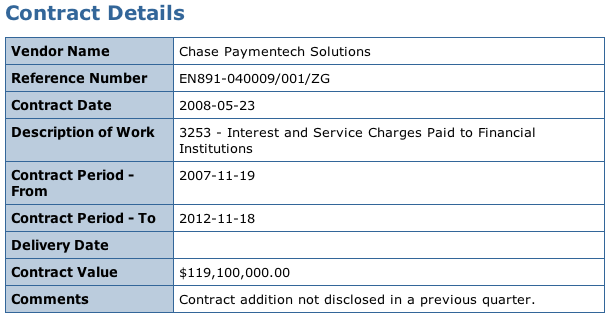 Contract Details
Vendor Name Chase Paymentech Solutions
Reference Number EN891-040009/001/ZG
Contract Date 2008-05-23
Description of Work 3253 - Interest and Service Charges Paid to Financial
Institutions
Contract Period - 2007-11-19
From
Contract Period - To 2012-11-18
Delivery Date
Contract Value $119,100,000.00
Comments Contract addition not disclosed in a previous quarter.